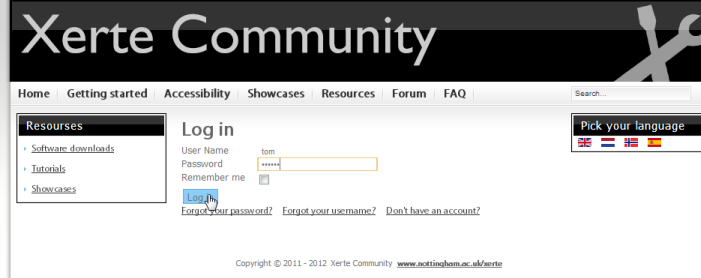 Xerte Community
Home Getting started Accessibility Showcases Resources Forum FAQ Search...
Resourses
Software downloads
Tutorials
Showcases
Log in
User Name tom
Password ••••••
Remember me
Log
Forgot your password? Forgot your username? Don't have an account?
Pick your language
Copyright © 2011 - 2012 Xerte Community www.nottingham.ac.uk/xerte